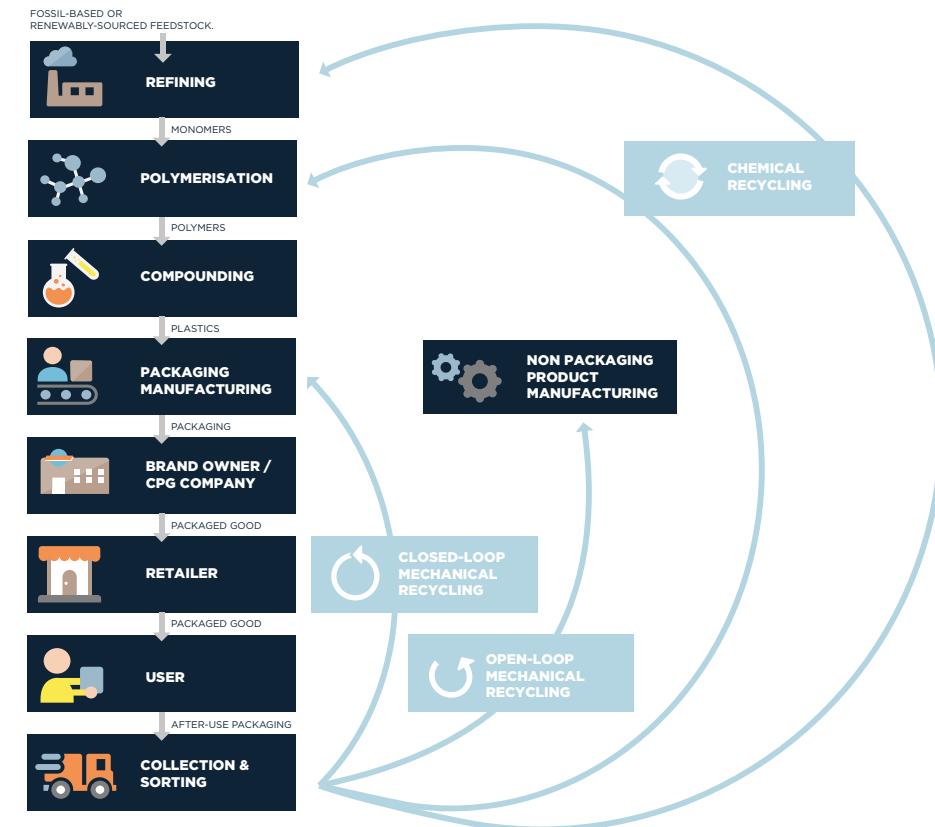 FOSSIL-BASED OR
RENEWABLY-SOURCED FEEDSTOCK.
REFINING
MONOMERS
POLYMERISATION
POLYMERS
COMPOUNDING
PLASTICS
PACKAGING
MANUFACTURING
PACKAGING
BRAND OWNER /
CPG COMPANY
PACKAGED GOOD
RETAILER
PACKAGED GOOD
USER
AFTER-USE PACKAGING
COLLECTION &
SORTING
CHEMICAL
RECYCLING
NON PACKAGING
PRODUCT
MANUFACTURING
CLOSED-LOOP
MECHANICAL
RECYCLING
OPEN-LOOP
MECHANICAL
RECYCLING